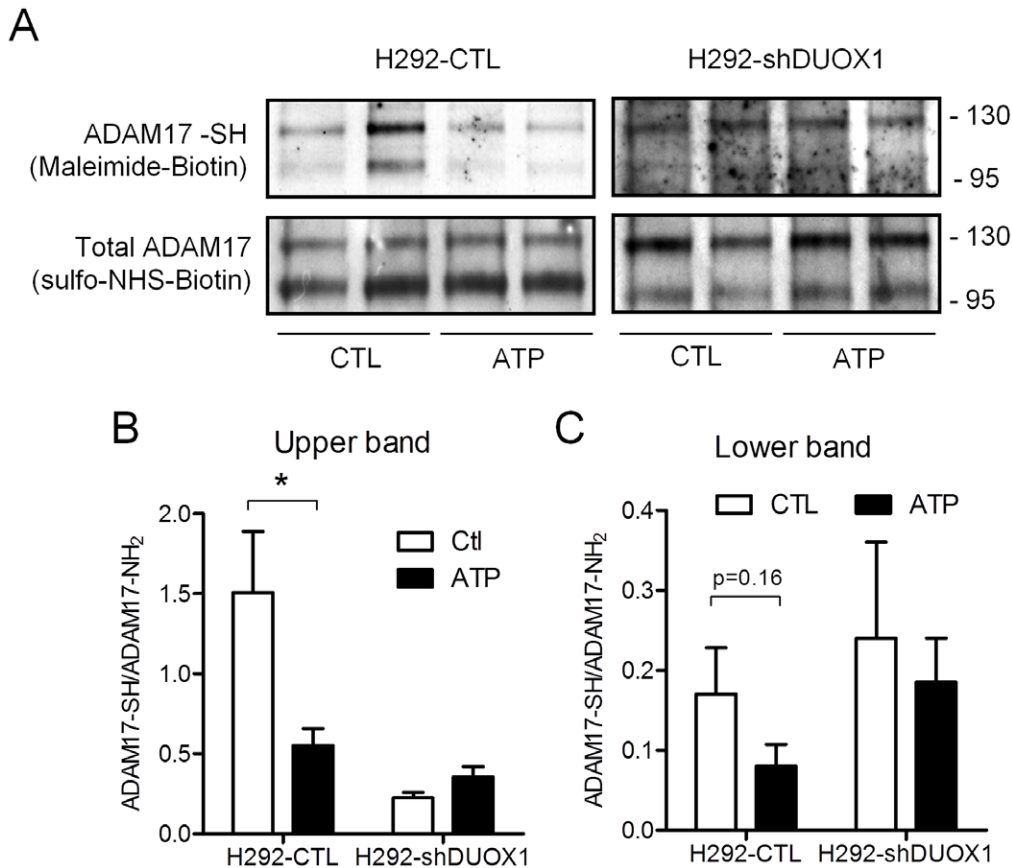 A
H292-CTL
H292-shDUOX1
ADAM17 -SH
(Maleimide-Biotin)
- 130
- 95
Total ADAM17
(sulfo-NHS-Biotin)
- 130
- 95
CTL
ATP
CTL
ATP
B
Upper band
*
2.0
1.5
1.0
0.5
0.0
ADAM17-SH/ADAM17-NH₂
Ctl
ATP
H292-CTL
H292-shDUOX1
C
Lower band
CTL
ATP
p=0.16
0.4
0.3
0.2
0.1
0.0
ADAM17-SH/ADAM17-NH₂
H292-CTL
H292-shDUOX1